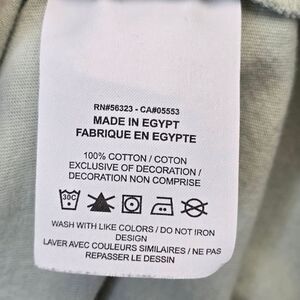 RN#56323 - CA#05553
MADE IN EGYPT
FABRIQUE EN EGYPTE
100% COTTON / COTON
EXCLUSIVE OF DECORATION /
DECORATION NON COMPRISE
30C
WASH WITH LIKE COLORS / DO NOT IRON
DESIGN
LAVER AVEC COULEURS SIMILAIRES / NE PAS
REPASSER LE DESSIN